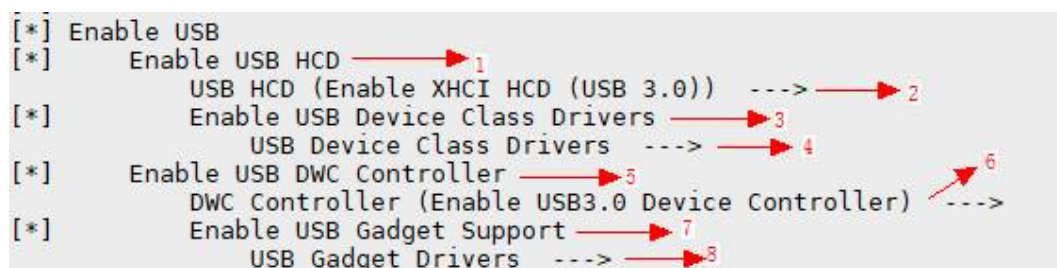 [*] Enable USB
[*] Enable USB HCD 1
USB HCD (Enable XHCI HCD (USB 3.0)) ---> 2
[*] Enable USB Device Class Drivers 3
USB Device Class Drivers ---> 4
[*] Enable USB DWC Controller 5
6
DWC Controller (Enable USB3.0 Device Controller) --->
[*] Enable USB Gadget Support 7
USB Gadget Drivers ---> 8